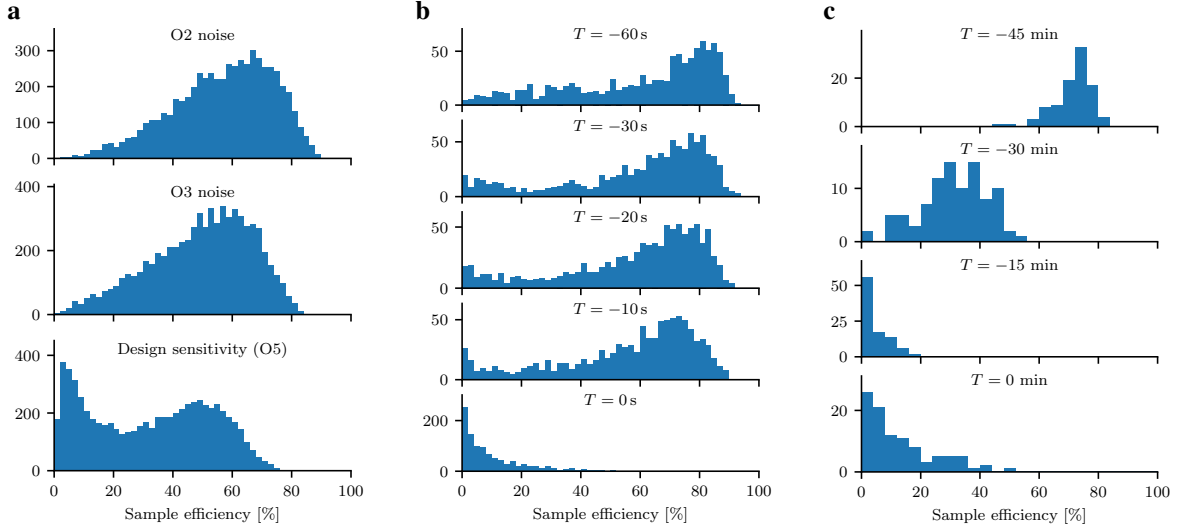 a
O2 noise
300
200
100
0
O3 noise
400
200
0
Design sensitivity (O5)
400
200
0
0 20 40 60 80 100
Sample efficiency [%]
b
T = −60 s
50
0
T = −30 s
50
0
T = −20 s
50
0
T = −10 s
50
0
T = 0 s
200
0
0 20 40 60 80 100
Sample efficiency [%]
c
T = −45 min
20
0
T = −30 min
10
0
T = −15 min
50
25
0
T = 0 min
20
0
0 20 40 60 80 100
Sample efficiency [%]